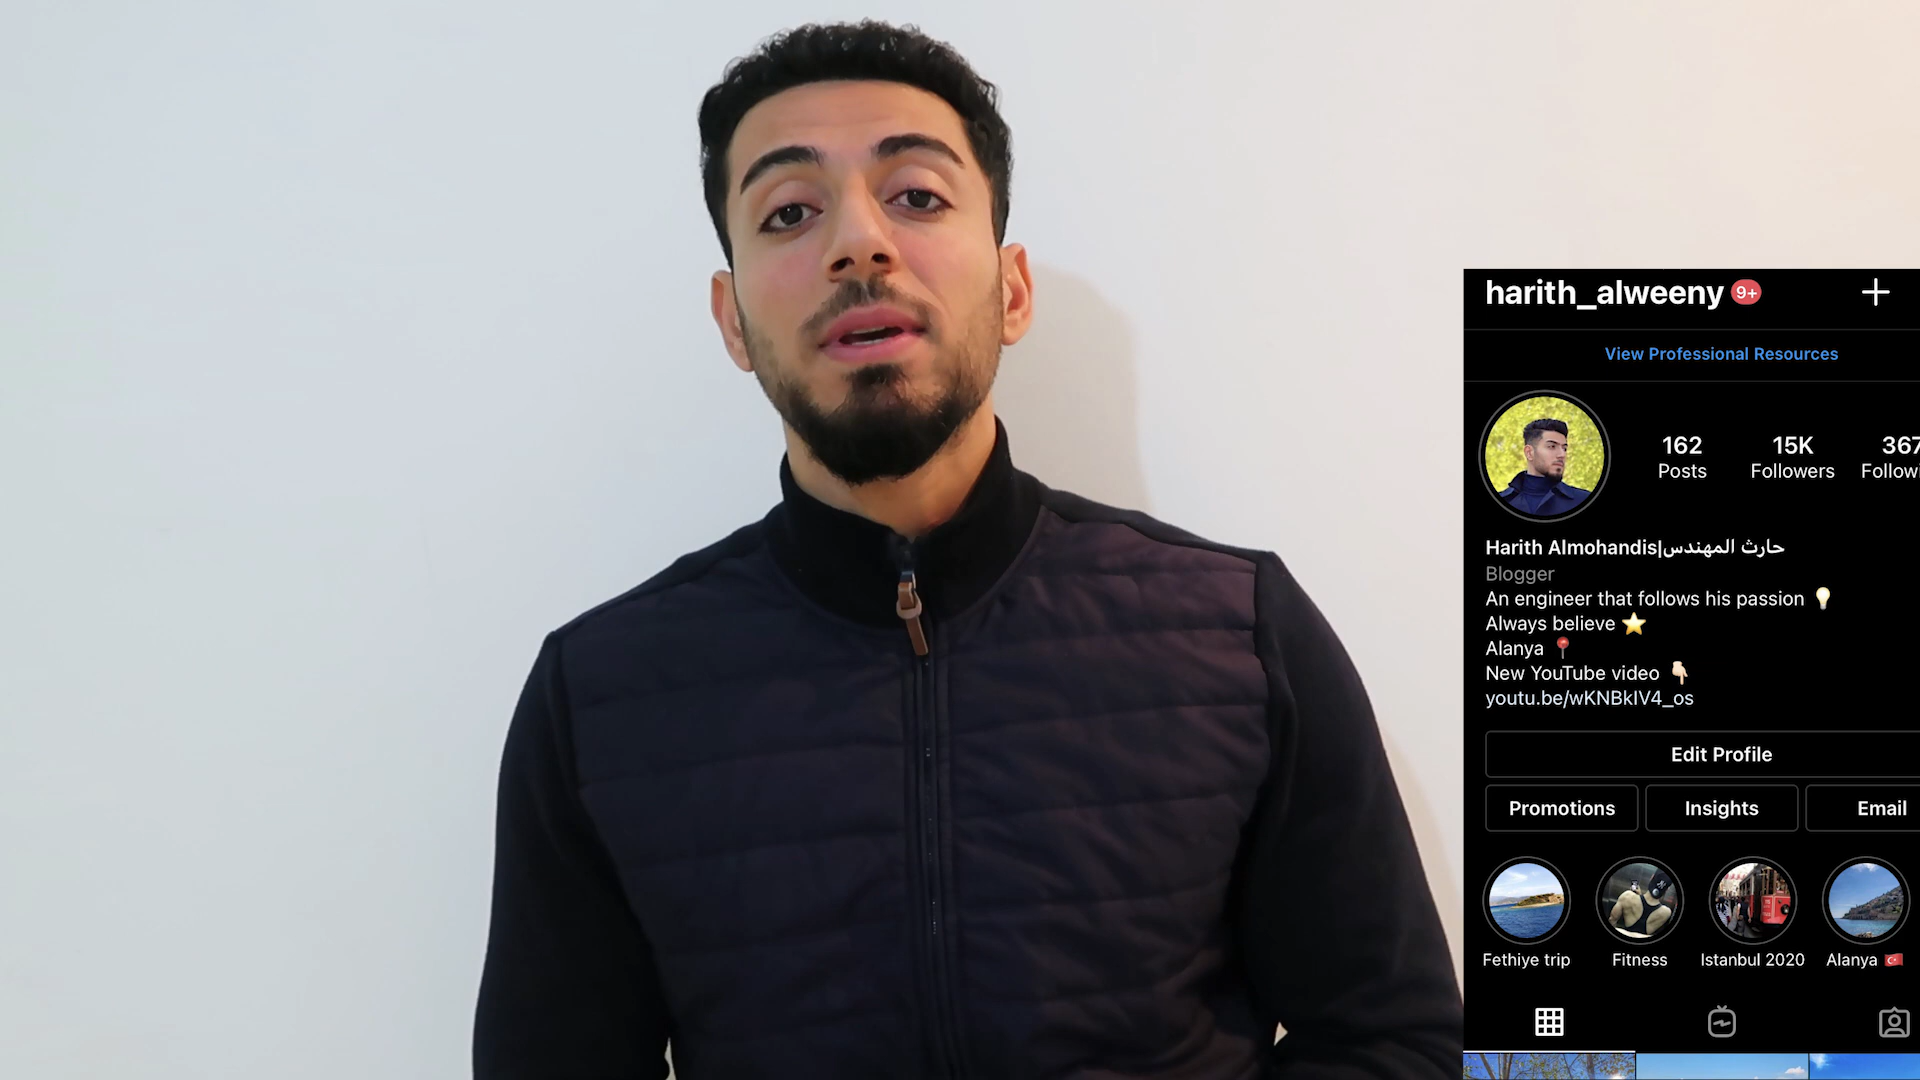 harith_alweeny 9+
View Professional Resources
162 15K 367
Posts Followers Followi
Harith Almohandis|حارث المهندس
Blogger
An engineer that follows his passion 💡
Always believe ⭐
Alanya 📍
New YouTube video 👇🏻
youtu.be/wKNBkIV4_os
Edit Profile
Promotions Insights Email
Fethiye trip Fitness Istanbul 2020 Alanya 🇹🇷